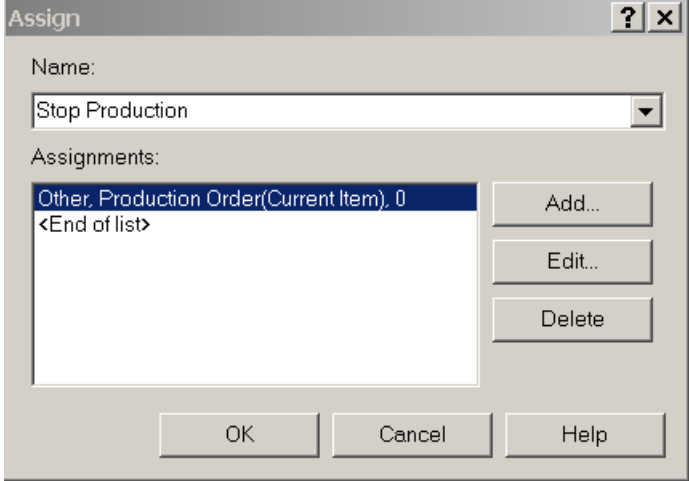 Assign
Name:
Stop Production
Assignments:
Other, Production Order(Current Item), 0
<End of list>
Add...
Edit...
Delete
OK
Cancel
Help